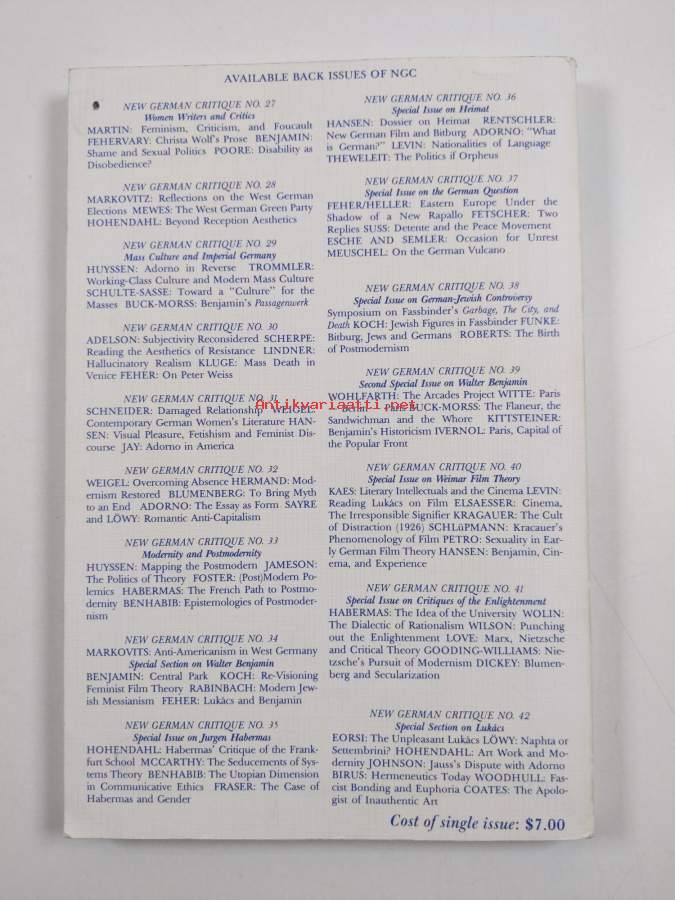 AVAILABLE BACK ISSUES OF NGC
NEW GERMAN CRITIQUE NO. 27
Women Writers and Critics
MARTIN: Feminism, Criticism, and Foucault
FEHERVARY: Christa Wolf's Prose BENJAMIN:
Shame and Sexual Politics POORE: Disability as
Disobedience?
NEW GERMAN CRITIQUE NO. 28
MARKOVITZ: Reflections on the West German
Elections MEWES: The West German Green Party
HOHENDAHL: Beyond Reception Aesthetics
NEW GERMAN CRITIQUE NO. 29
Mass Culture and Imperial Germany
HUYSSEN: Adorno in Reverse TROMMLER:
Working-Class Culture and Modern Mass Culture
SCHULTE-SASSE: Toward a "Culture" for the
Masses BUCK-MORSS: Benjamin's Passagenwerk
NEW GERMAN CRITIQUE NO. 30
ADELSON: Subjectivity Reconsidered SCHERPE:
Reading the Aesthetics of Resistance LINDNER:
Hallucinatory Realism KLUGE: Mass Death in
Venice FEHER: On Peter Weiss
NEW GERMAN CRITIQUE NO. 31
SCHNEIDER: Damaged Relationship WEIGEL:
Contemporary German Women's Literature HAN-
SEN: Visual Pleasure, Fetishism and Feminist Dis-
course JAY: Adorno in America
NEW GERMAN CRITIQUE NO. 32
WEIGEL: Overcoming Absence HERMAND: Mod-
ernism Restored BLUMENBERG: To Bring Myth
to an End ADORNO: The Essay as Form SAYRE
and LÖWY: Romantic Anti-Capitalism
NEW GERMAN CRITIQUE NO. 33
Modernity and Postmodernity
HUYSSEN: Mapping the Postmodern JAMESON:
The Politics of Theory FOSTER: (Post)Modern Po-
lemics HABERMAS: The French Path to Postmo-
dernity BENHABIB: Epistemologies of Postmoder-
nism
NEW GERMAN CRITIQUE NO. 34
MARKOVITS: Anti-Americanism in West Germany
Special Section on Walter Benjamin
BENJAMIN: Central Park KOCH: Re-Visioning
Feminist Film Theory RABINBACH: Modern Jew-
ish Messianism FEHER: Lukács and Benjamin
NEW GERMAN CRITIQUE NO. 35
Special Issue on Jurgen Habermas
HOHENDAHL: Habermas' Critique of the Frank-
furt School MCCARTHY: The Seducements of Sys-
tems Theory BENHABIB: The Utopian Dimension
in Communicative Ethics FRASER: The Case of
Habermas and Gender
NEW GERMAN CRITIQUE NO. 36
Special Issue on Heimat
HANSEN: Dossier on Heimat RENTSCHLER:
New German Film and Bitburg ADORNO: "What
is German?" LEVIN: Nationalities of Language
THEWELEIT: The Politics if Orpheus
NEW GERMAN CRITIQUE NO. 37
Special Issue on the German Question
FEHER/HELLER: Eastern Europe Under the
Shadow of a New Rapallo FETSCHER: Two
Replies SUSS: Detente and the Peace Movement
ESCHE AND SEMLER: Occasion for Unrest
MEUSCHEL: On the German Vulcano
NEW GERMAN CRITIQUE NO. 38
Special Issue on German-Jewish Controversy
Symposium on Fassbinder's Garbage, The City, and
Death KOCH: Jewish Figures in Fassbinder FUNKE:
Bitburg, Jews and Germans ROBERTS: The Birth
of Postmodernism
NEW GERMAN CRITIQUE NO. 39
Second Special Issue on Walter Benjamin
WOHLFARTH: The Arcades Project WITTE: Paris
Berlin Paris BUCK-MORSS: The Flaneur, the
Sandwichman and the Whore KITTSTEINER:
Benjamin's Historicism IVERNOL: Paris, Capital of
the Popular Front
NEW GERMAN CRITIQUE NO. 40
Special Issue on Weimar Film Theory
KAES: Literary Intellectuals and the Cinema LEVIN:
Reading Lukács on Film ELSAESSER: Cinema,
The Irresponsible Signifier KRAGAUER: The Cult
of Distraction (1926) SCHLüPMANN: Kracauer's
Phenomenology of Film PETRO: Sexuality in Ear-
ly German Film Theory HANSEN: Benjamin, Cin-
ema, and Experience
NEW GERMAN CRITIQUE NO. 41
Special Issue on Critiques of the Enlightenment
HABERMAS: The Idea of the University WOLIN:
The Dialectic of Rationalism WILSON: Punching
out the Enlightenment LOVE: Marx, Nietzsche
and Critical Theory GOODING-WILLIAMS: Nie-
tzsche's Pursuit of Modernism DICKEY: Blumen-
berg and Secularization
NEW GERMAN CRITIQUE NO. 42
Special Section on Lukács
EORSI: The Unpleasant Lukács LÖWY: Naphta or
Settembrini? HOHENDAHL: Art Work and Mo-
dernity JOHNSON: Jauss's Dispute with Adorno
BIRUS: Hermeneutics Today WOODHULL: Fas-
cist Bonding and Euphoria COATES: The Apolo-
gist of Inauthentic Art
Cost of single issue: $7.00
Antikvariaatti.net